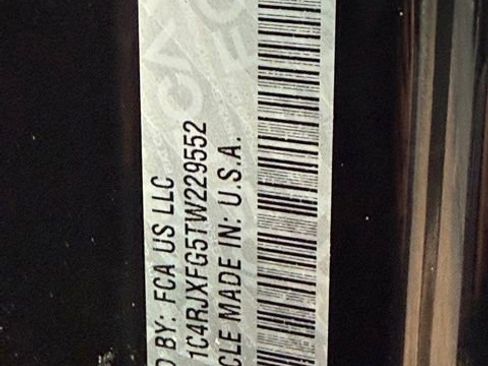 D BY: FCA US LLC
1C4RJXFG5TW229552
CLE MADE IN: U.S.A.